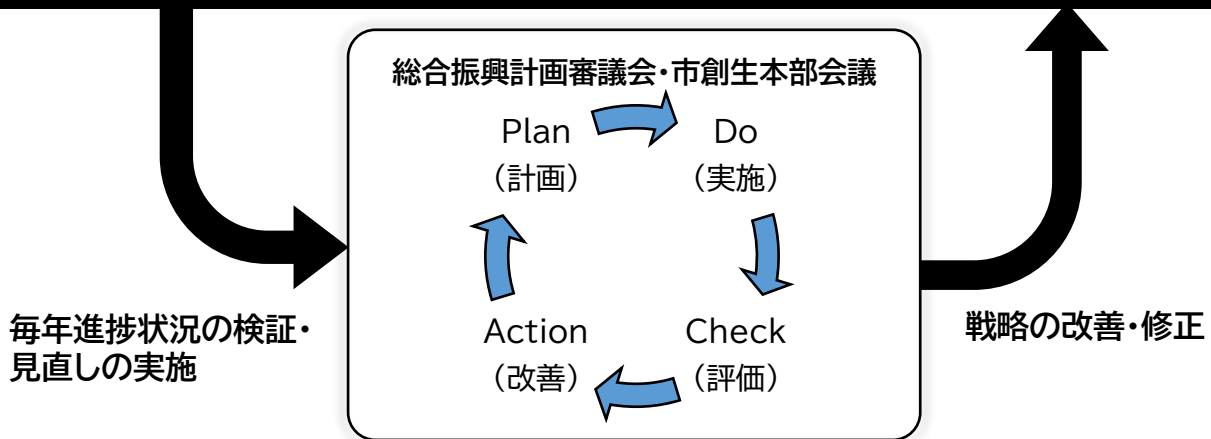 総合振興計画審議会・市創生本部会議
Plan
（計画）
Do
（実施）
Action
（改善）
Check
（評価）
毎年進捗状況の検証・
見直しの実施
戦略の改善・修正